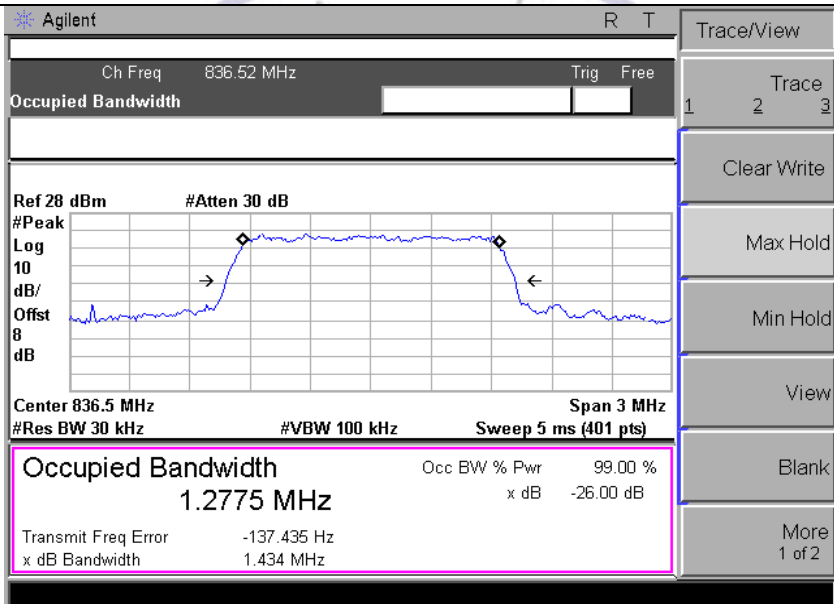 Agilent R T
Trace/View
Ch Freq 836.52 MHz Trig Free
Occupied Bandwidth
Trace
1 2 3
Clear Write
Ref 28 dBm #Atten 30 dB
#Peak
Log
10
dB/
Offst
8
dB
Max Hold
Min Hold
Center 836.5 MHz Span 3 MHz
#Res BW 30 kHz #VBW 100 kHz Sweep 5 ms (401 pts)
View
Occupied Bandwidth
1.2775 MHz
Occ BW % Pwr 99.00 %
x dB -26.00 dB
Transmit Freq Error -137.435 Hz
x dB Bandwidth 1.434 MHz
Blank
More
1 of 2